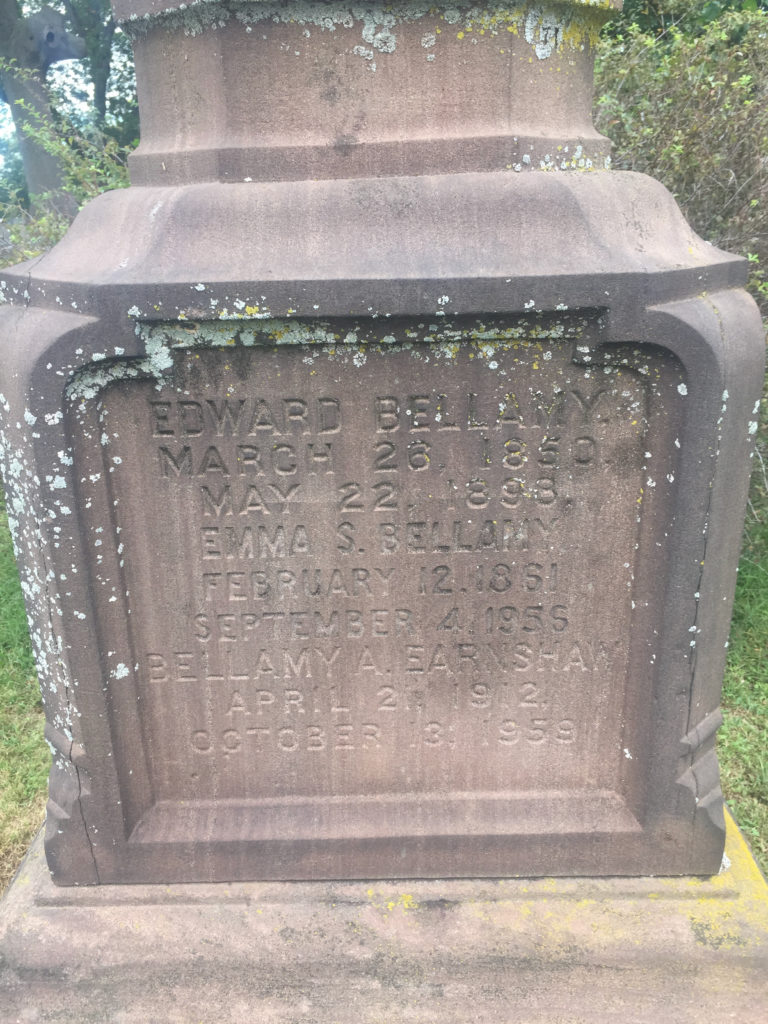 EDWARD BELLAMY.
MARCH 26, 1850.
MAY 22, 1898.
EMMA S. BELLAMY
FEBRUARY 12, 1861
SEPTEMBER 4, 1956
BELLAMY A. EARNSHAW
APRIL 2, 1912.
OCTOBER 13, 1959